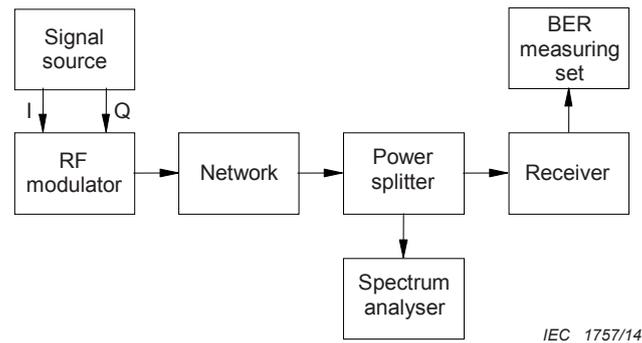 Signal
source
BER
measuring
set
I
Q
RF
modulator
Network
Power
splitter
Receiver
Spectrum
analyser
IEC 1757/14